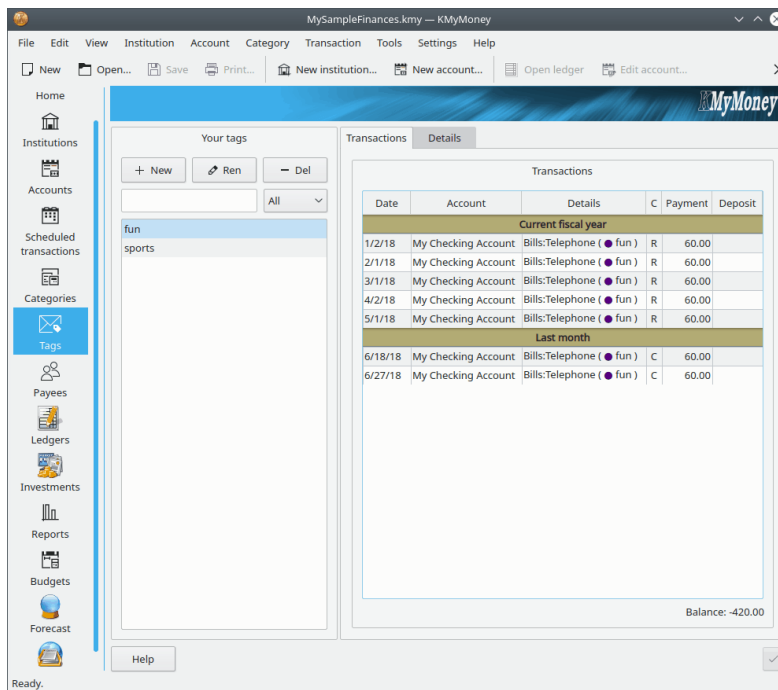 MySampleFinances.kmy — KMyMoney
File Edit View Institution Account Category Transaction Tools Settings Help
New Open... Save Print... New institution... New account... Open ledger Edit account...
KMyMoney
Home
Institutions
Accounts
Scheduled
transactions
Categories
Tags
Payees
Ledgers
Investments
Reports
Budgets
Forecast
Your tags
+ New Ren − Del
All
fun
sports
Transactions Details
Transactions
Date Account Details C Payment Deposit
Current fiscal year
1/2/18 My Checking Account Bills:Telephone ( ● fun ) R 60.00
2/1/18 My Checking Account Bills:Telephone ( ● fun ) R 60.00
3/1/18 My Checking Account Bills:Telephone ( ● fun ) R 60.00
4/2/18 My Checking Account Bills:Telephone ( ● fun ) R 60.00
5/1/18 My Checking Account Bills:Telephone ( ● fun ) R 60.00
Last month
6/18/18 My Checking Account Bills:Telephone ( ● fun ) C 60.00
6/27/18 My Checking Account Bills:Telephone ( ● fun ) C 60.00
Balance: -420.00
Help
Ready.